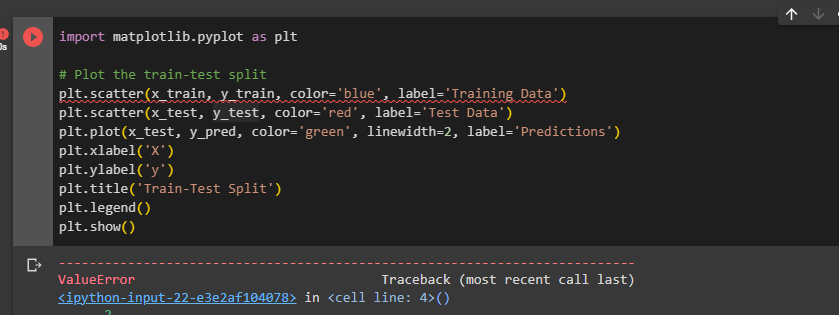 import matplotlib.pyplot as plt
# Plot the train-test split
plt.scatter(x_train, y_train, color='blue', label='Training Data')
plt.scatter(x_test, y_test, color='red', label='Test Data')
plt.plot(x_test, y_pred, color='green', linewidth=2, label='Predictions')
plt.xlabel('X')
plt.ylabel('y')
plt.title('Train-Test Split')
plt.legend()
plt.show()
---------------------------------------------------------------------------
ValueError                                Traceback (most recent call last)
<ipython-input-22-e3e2af104078> in <cell line: 4>()